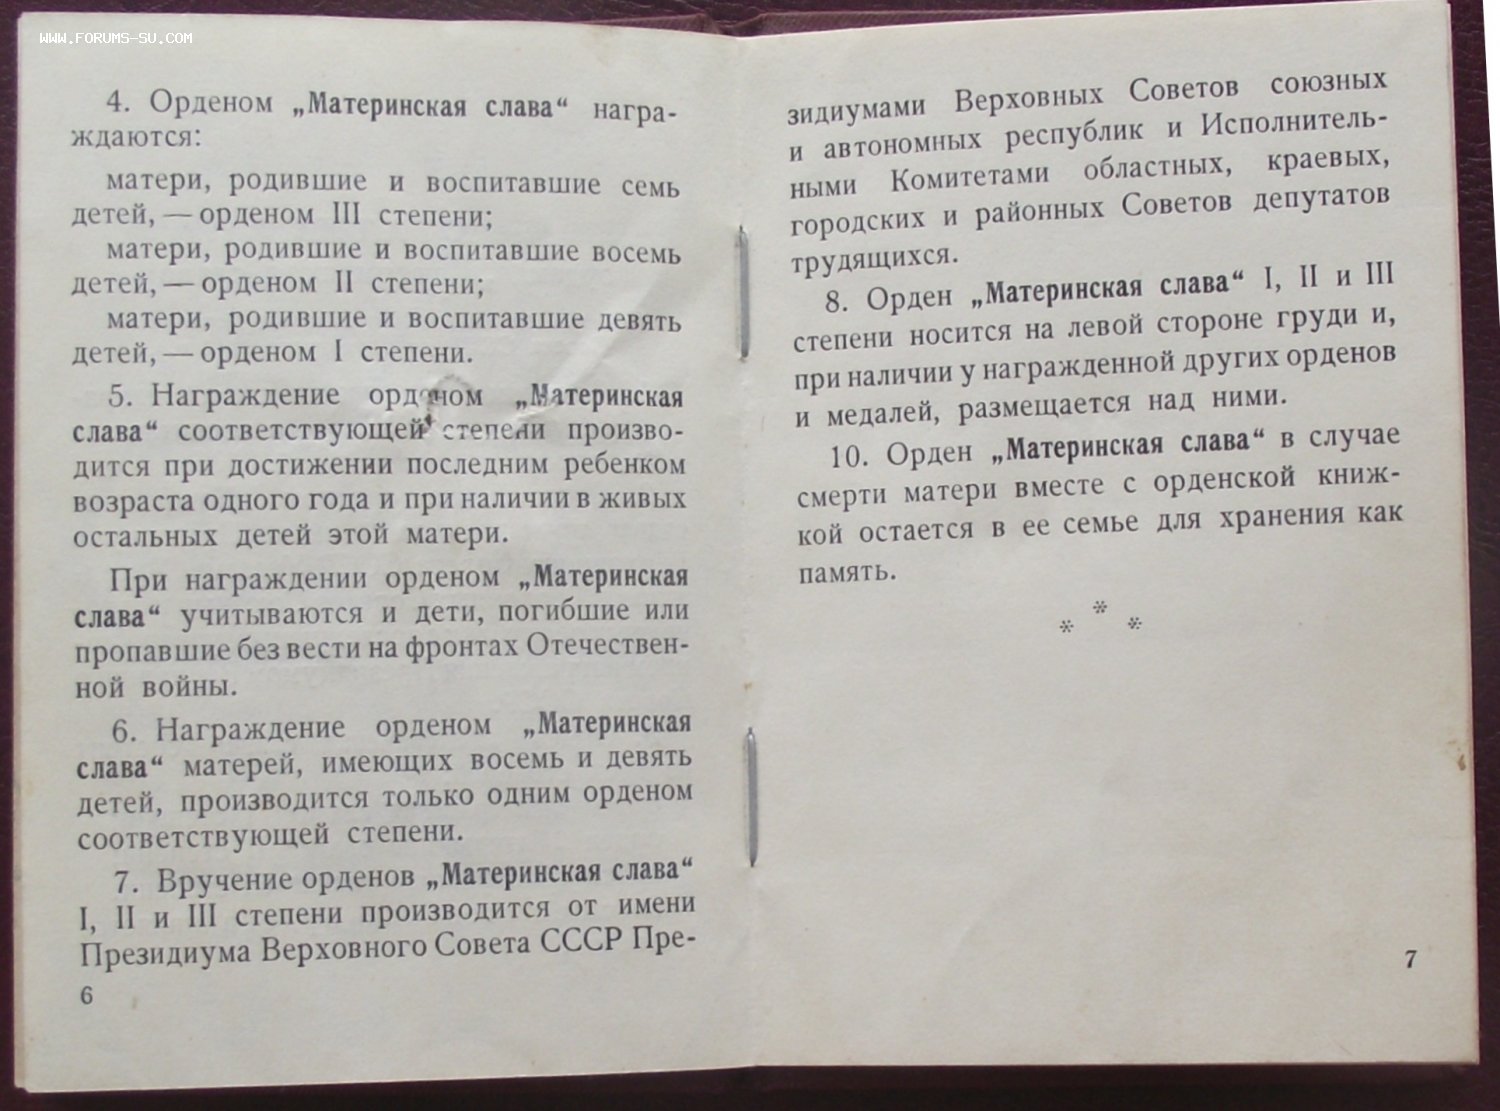 WWW.FORUMS-SU.COM
4. Орденом „Материнская слава“ награ-
ждаются:
матери, родившие и воспитавшие семь
детей, — орденом III степени;
матери, родившие и воспитавшие восемь
детей, — орденом II степени;
матери, родившие и воспитавшие девять
детей, — орденом I степени.
5. Награждение орденом „Материнская
слава“ соответствующей степени произво-
дится при достижении последним ребенком
возраста одного года и при наличии в живых
остальных детей этой матери.
При награждении орденом „Материнская
слава“ учитываются и дети, погибшие или
пропавшие без вести на фронтах Отечествен-
ной войны.
6. Награждение орденом „Материнская
слава“ матерей, имеющих восемь и девять
детей, производится только одним орденом
соответствующей степени.
7. Вручение орденов „Материнская слава“
I, II и III степени производится от имени
Президиума Верховного Совета СССР Пре-
6
зидиумами Верховных Советов союзных
и автономных республик и Исполнитель-
ными Комитетами областных, краевых,
городских и районных Советов депутатов
трудящихся.
8. Орден „Материнская слава“ I, II и III
степени носится на левой стороне груди и,
при наличии у награжденной других орденов
и медалей, размещается над ними.
10. Орден „Материнская слава“ в случае
смерти матери вместе с орденской книж-
кой остается в ее семье для хранения как
память.
*
* *
7